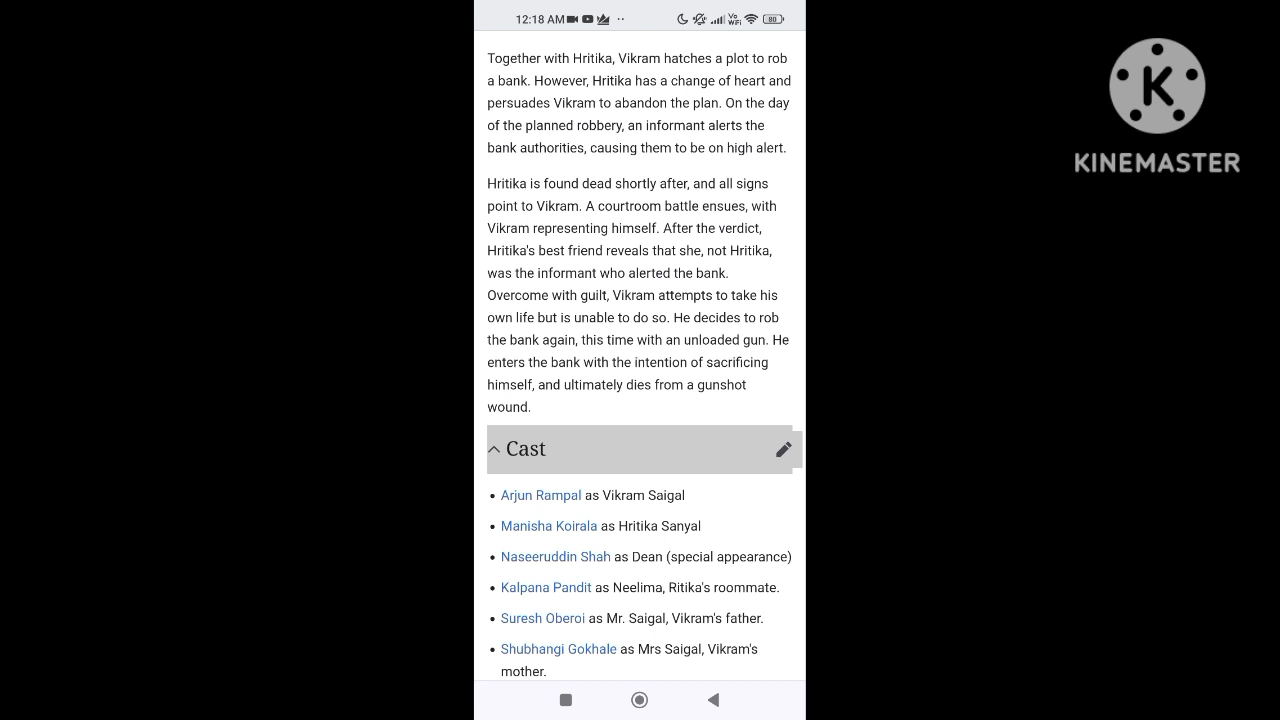 12:18 AM
Vo
WiFi
80
Together with Hritika, Vikram hatches a plot to rob
a bank. However, Hritika has a change of heart and
persuades Vikram to abandon the plan. On the day
of the planned robbery, an informant alerts the
bank authorities, causing them to be on high alert.
Hritika is found dead shortly after, and all signs
point to Vikram. A courtroom battle ensues, with
Vikram representing himself. After the verdict,
Hritika's best friend reveals that she, not Hritika,
was the informant who alerted the bank.
Overcome with guilt, Vikram attempts to take his
own life but is unable to do so. He decides to rob
the bank again, this time with an unloaded gun. He
enters the bank with the intention of sacrificing
himself, and ultimately dies from a gunshot
wound.
Cast
• Arjun Rampal as Vikram Saigal
• Manisha Koirala as Hritika Sanyal
• Naseeruddin Shah as Dean (special appearance)
• Kalpana Pandit as Neelima, Ritika's roommate.
• Suresh Oberoi as Mr. Saigal, Vikram's father.
• Shubhangi Gokhale as Mrs Saigal, Vikram's
mother.
K
KINEMASTER